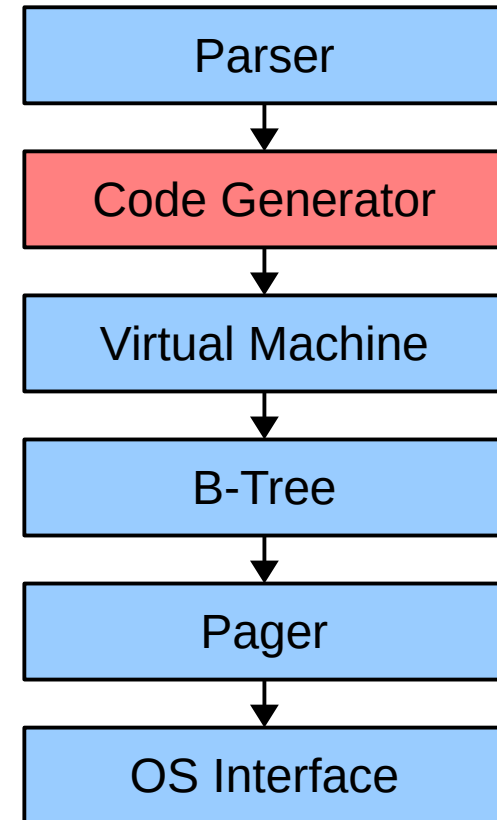 Parser
Code Generator
Virtual Machine
B-Tree
Pager
OS Interface